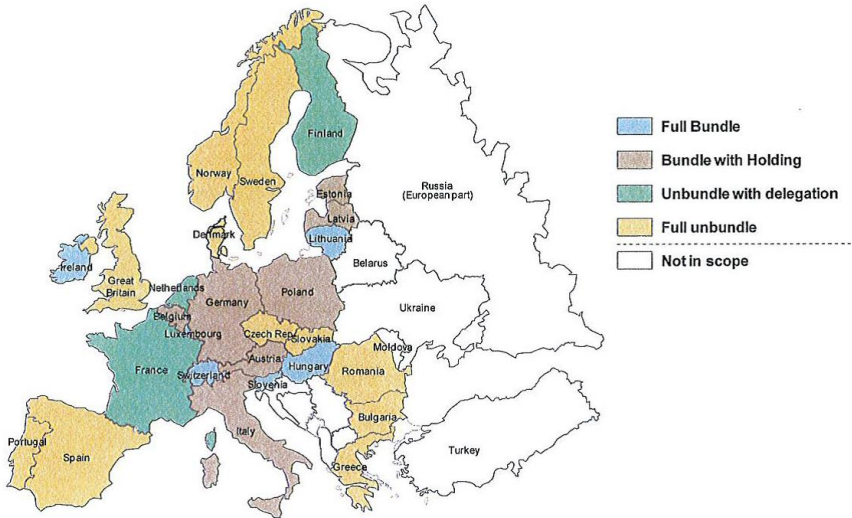 Full Bundle
Bundle with Holding
Unbundle with delegation
Full unbundle
Not in scope
Finland
Norway
Sweden
Russia
(European part)
Estonia
Latvia
Denmark
Lithuania
Belarus
Ireland
Great
Britain
Netherlands
Germany
Poland
Belgium
Ukraine
Luxembourg
Czech Rep
Slovakia
Moldova
France
Switzerland
Austria
Hungary
Romania
Slovenia
Bulgaria
Portugal
Spain
Italy
Turkey
Greece